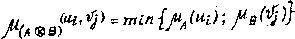 μ_(A⊗B)(u_i, v_j) = min{μ_A(u_i); μ_B(v_j)}